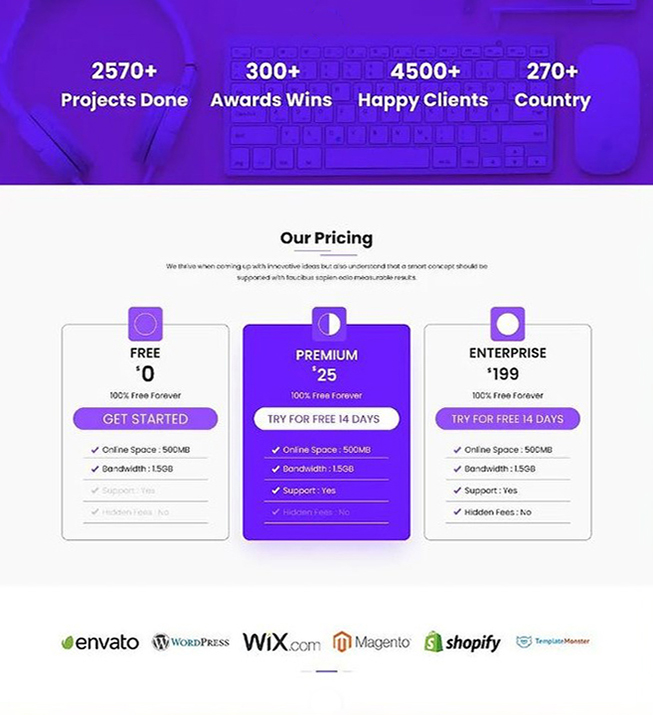 2570+ 300+ 4500+ 270+
Projects Done Awards Wins Happy Clients Country
Our Pricing
We thrive when coming up with innovative ideas but also understand that a smart concept should be
supported with faucibus sapien odio measurable results.
FREE
$0
100% Free Forever
GET STARTED
Online Space : 500MB
Bandwidth : 1.5GB
Support : Yes
Hidden Fees : No
PREMIUM
$25
100% Free Forever
TRY FOR FREE 14 DAYS
Online Space : 500MB
Bandwidth : 1.5GB
Support : Yes
Hidden Fees : No
ENTERPRISE
$199
100% Free Forever
TRY FOR FREE 14 DAYS
Online Space : 500MB
Bandwidth : 1.5GB
Support : Yes
Hidden Fees : No
envato WORDPRESS WiX.com Magento shopify TemplateMonster